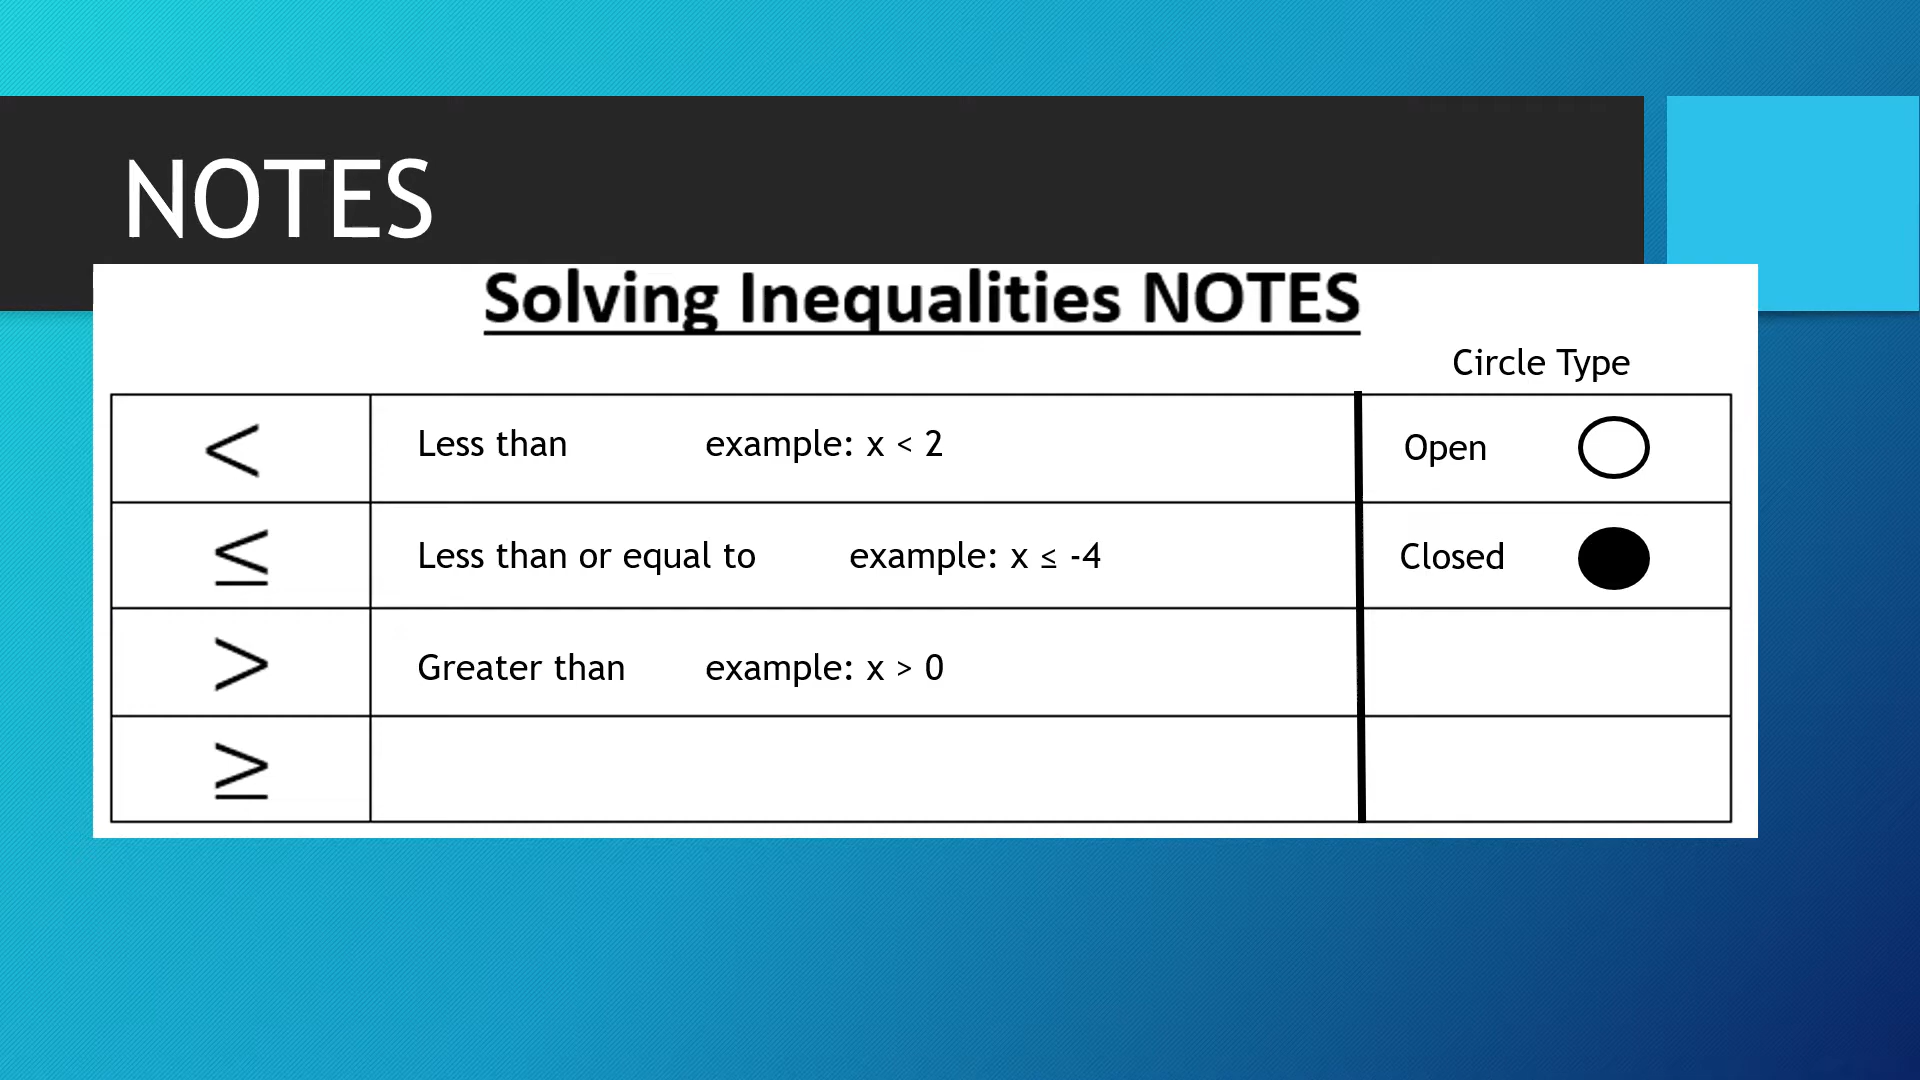 NOTES
Solving Inequalities NOTES
Circle Type
< Less than example: x < 2 Open
≤ Less than or equal to example: x ≤ -4 Closed
> Greater than example: x > 0
≥